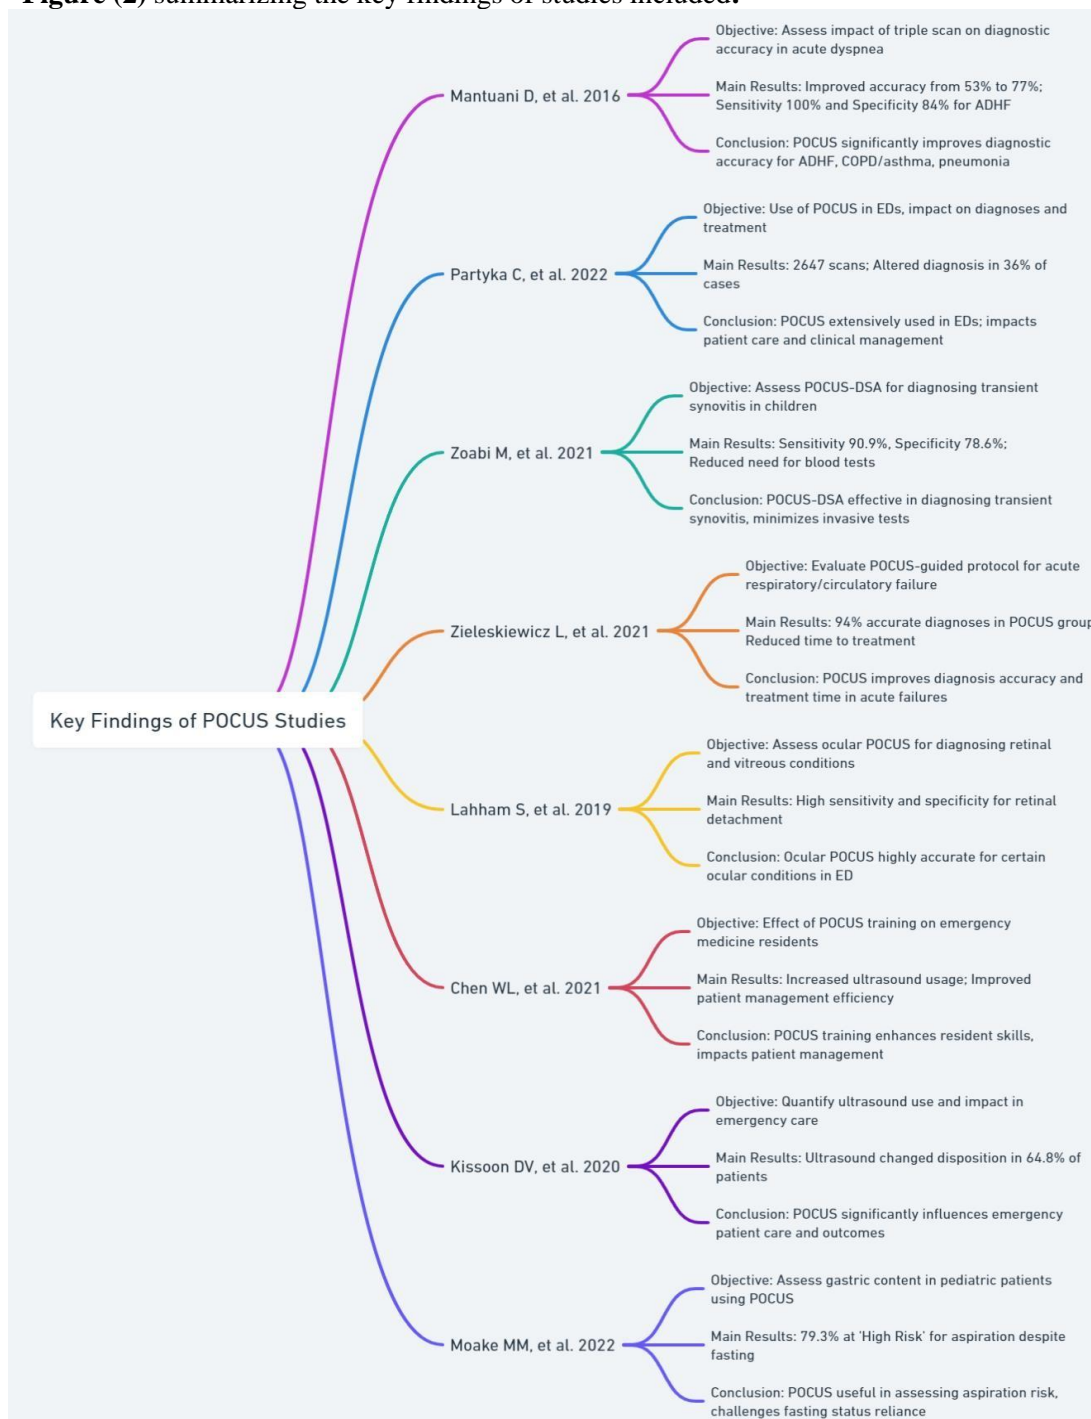 Figure (2) summarizing the key findings of studies included.
Objective: Assess impact of triple scan on diagnostic
accuracy in acute dyspnea
Mantuani D, et al. 2016
Main Results: Improved accuracy from 53% to 77%;
Sensitivity 100% and Specificity 84% for ADHF
Conclusion: POCUS significantly improves diagnostic
accuracy for ADHF, COPD/asthma, pneumonia
Objective: Use of POCUS in EDs, impact on diagnoses and
treatment
Partyka C, et al. 2022
Main Results: 2647 scans; Altered diagnosis in 36% of
cases
Conclusion: POCUS extensively used in EDs; impacts
patient care and clinical management
Objective: Assess POCUS-DSA for diagnosing transient
synovitis in children
Zoabi M, et al. 2021
Main Results: Sensitivity 90.9%, Specificity 78.6%;
Reduced need for blood tests
Conclusion: POCUS-DSA effective in diagnosing transient
synovitis, minimizes invasive tests
Objective: Evaluate POCUS-guided protocol for acute
respiratory/circulatory failure
Zieleskiewicz L, et al. 2021
Main Results: 94% accurate diagnoses in POCUS group
Reduced time to treatment
Conclusion: POCUS improves diagnosis accuracy and
treatment time in acute failures
Key Findings of POCUS Studies
Objective: Assess ocular POCUS for diagnosing retinal
and vitreous conditions
Lahham S, et al. 2019
Main Results: High sensitivity and specificity for retinal
detachment
Conclusion: Ocular POCUS highly accurate for certain
ocular conditions in ED
Objective: Effect of POCUS training on emergency
medicine residents
Chen WL, et al. 2021
Main Results: Increased ultrasound usage; Improved
patient management efficiency
Conclusion: POCUS training enhances resident skills,
impacts patient management
Objective: Quantify ultrasound use and impact in
emergency care
Kissoon DV, et al. 2020
Main Results: Ultrasound changed disposition in 64.8% of
patients
Conclusion: POCUS significantly influences emergency
patient care and outcomes
Objective: Assess gastric content in pediatric patients
using POCUS
Moake MM, et al. 2022
Main Results: 79.3% at 'High Risk' for aspiration despite
fasting
Conclusion: POCUS useful in assessing aspiration risk,
challenges fasting status reliance